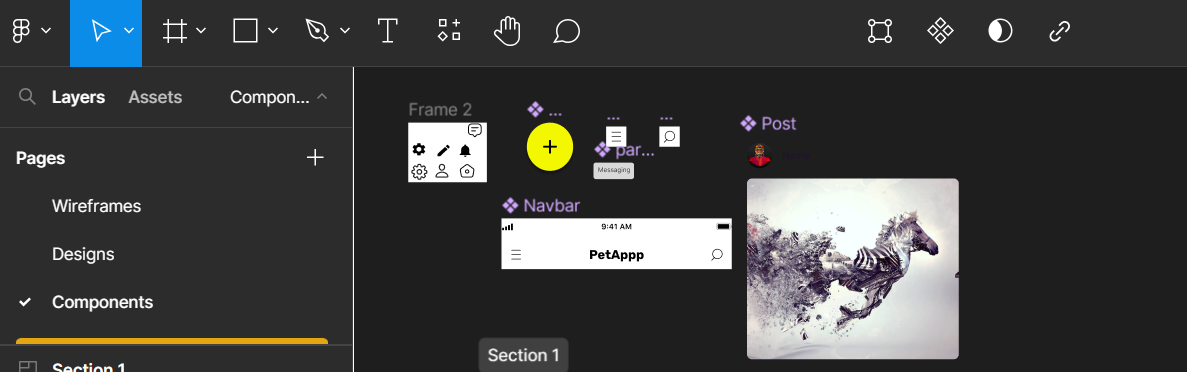 Layers
Assets
Compon...
Pages
Wireframes
Designs
Components
Section 1
Frame 2
...
...
...
par...
Messaging
Post
Navbar
9:41 AM
PetAppp
Section 1